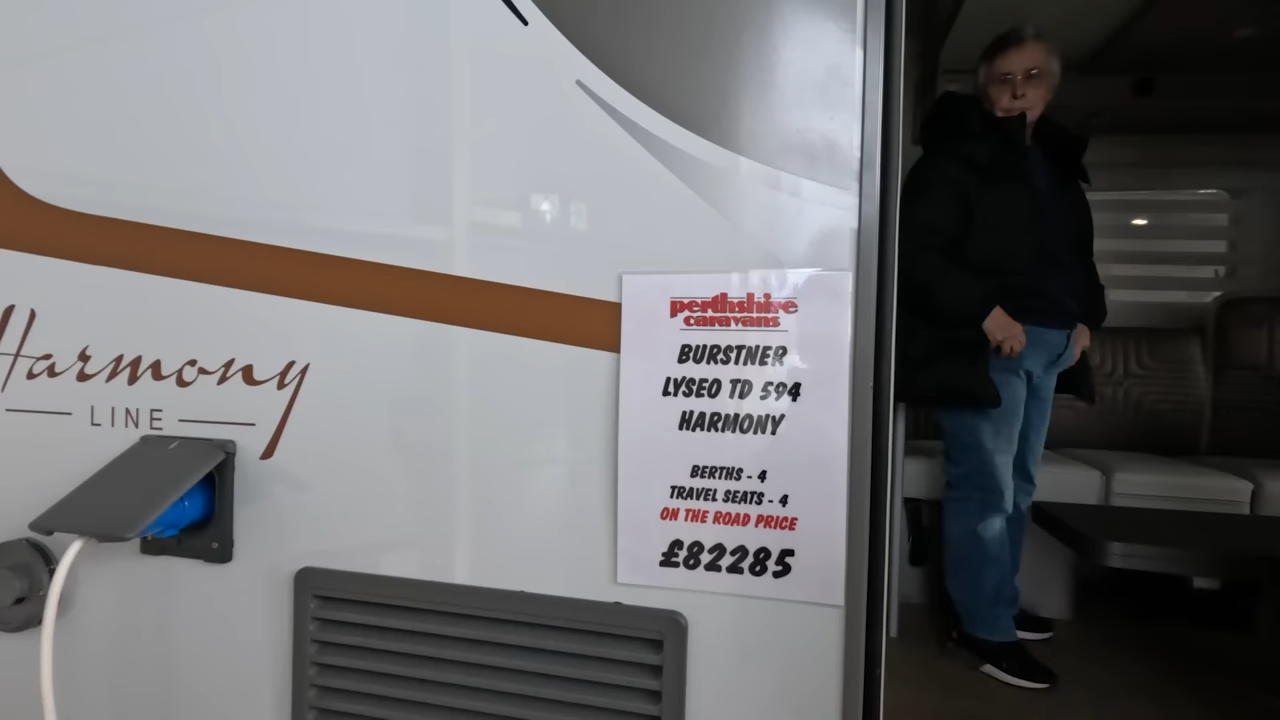 Harmony
LINE
perthshire
caravans
BURSTNER
LYSEO TD 594
HARMONY
BERTHS - 4
TRAVEL SEATS - 4
ON THE ROAD PRICE
£82285